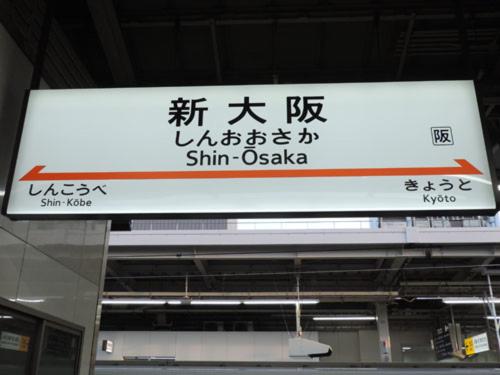 新大阪
しんおおさか
Shin-Ōsaka
阪
しんこうべ
Shin-Kōbe
きょうと
Kyōto